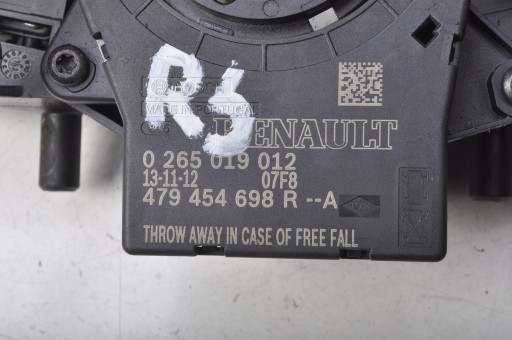 R5
MADE IN PORTUGAL
RENAULT
0 265 019 012
13-11-12 07F8
479 454 698 R --A
THROW AWAY IN CASE OF FREE FALL